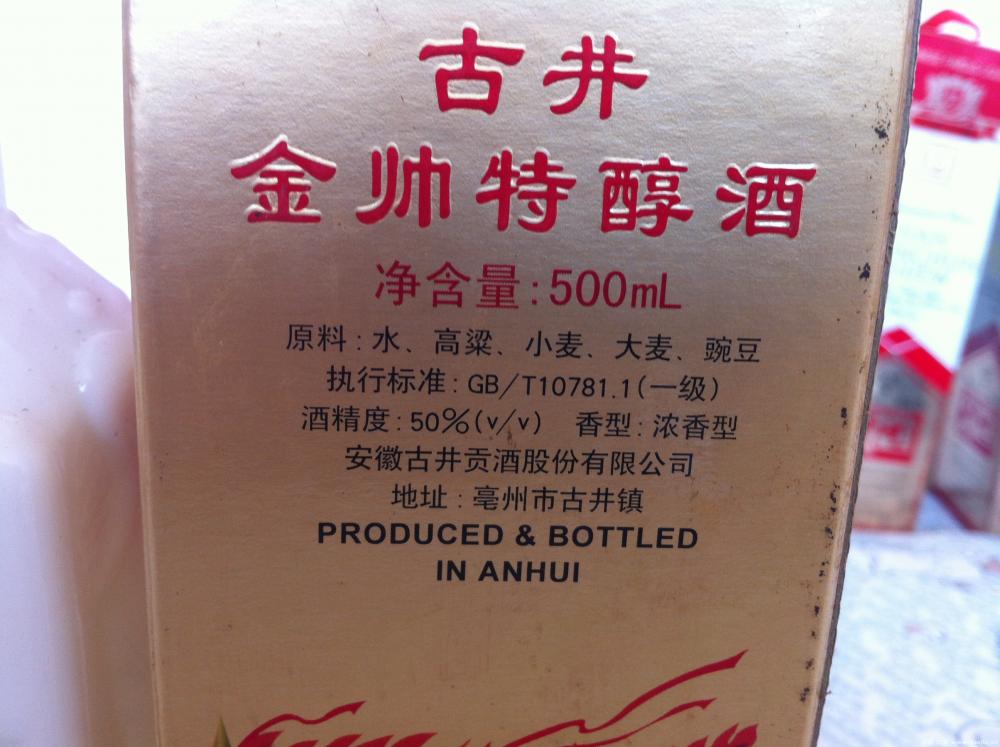 古井
金帅特醇酒
净含量:500mL
原料:水、高粱、小麦、大麦、豌豆
执行标准:GB/T10781.1(一级)
酒精度:50%(v/v) 香型:浓香型
安徽古井贡酒股份有限公司
地址:亳州市古井镇
PRODUCED & BOTTLED
IN ANHUI